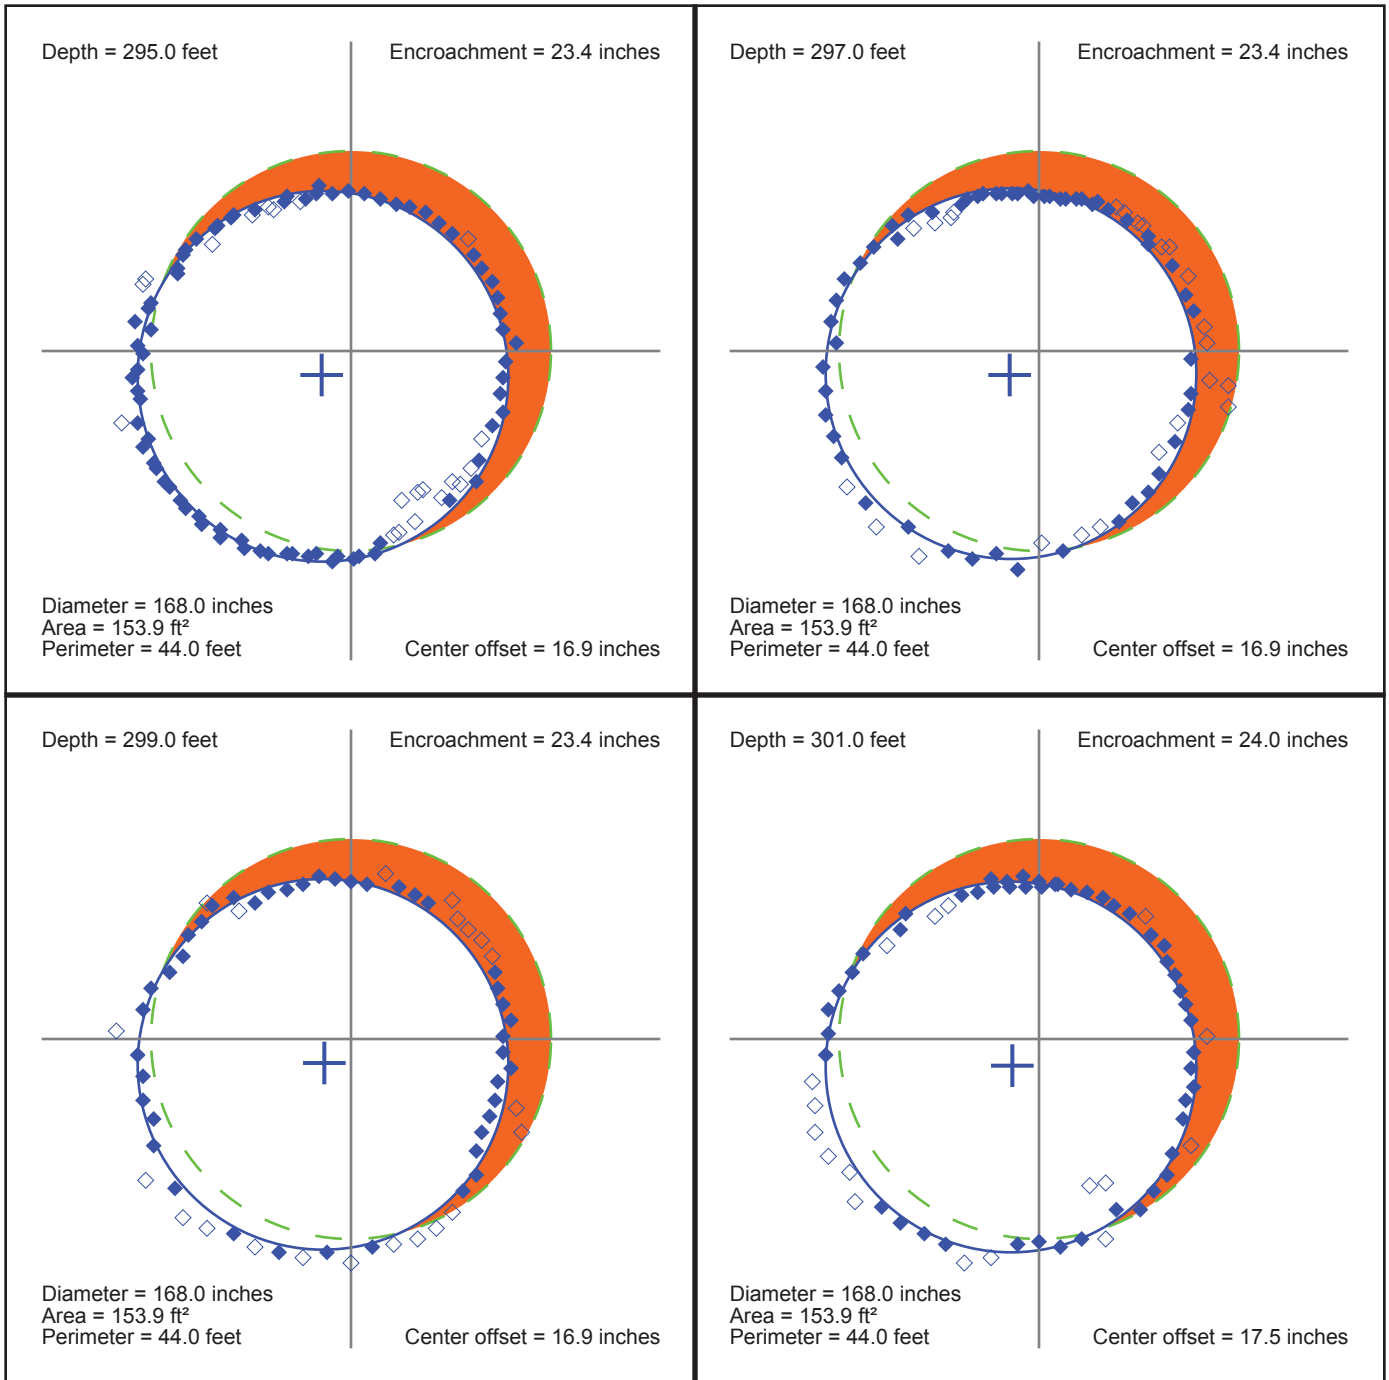 Depth = 295.0 feet
Encroachment = 23.4 inches
Diameter = 168.0 inches
Area = 153.9 ft²
Perimeter = 44.0 feet
Center offset = 16.9 inches
Depth = 297.0 feet
Encroachment = 23.4 inches
Diameter = 168.0 inches
Area = 153.9 ft²
Perimeter = 44.0 feet
Center offset = 16.9 inches
Depth = 299.0 feet
Encroachment = 23.4 inches
Diameter = 168.0 inches
Area = 153.9 ft²
Perimeter = 44.0 feet
Center offset = 16.9 inches
Depth = 301.0 feet
Encroachment = 24.0 inches
Diameter = 168.0 inches
Area = 153.9 ft²
Perimeter = 44.0 feet
Center offset = 17.5 inches